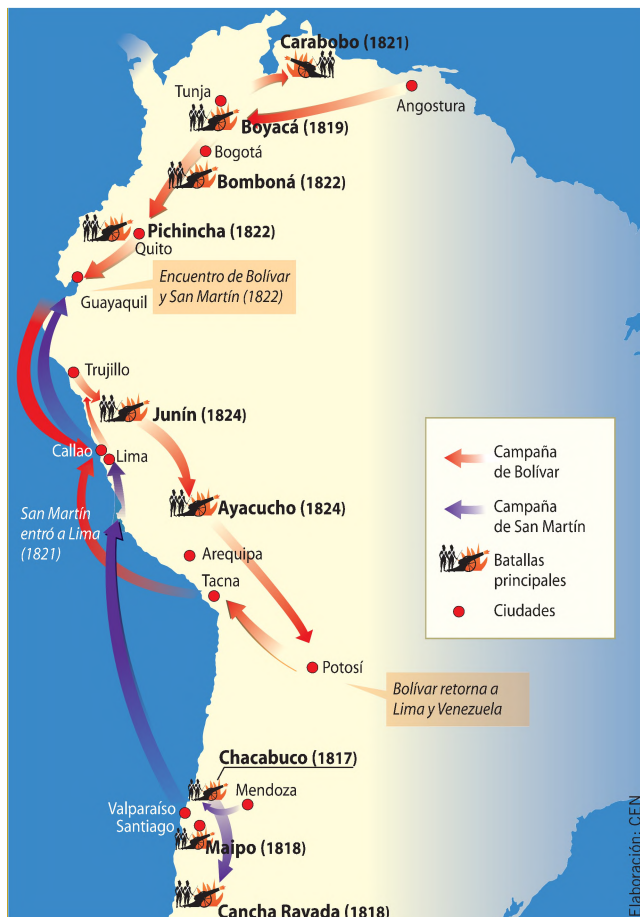 Carabobo (1821)
Tunja
Angostura
Boyacá (1819)
Bogotá
Bomboná (1822)
Pichincha (1822)
Quito
Encuentro de Bolívar
y San Martín (1822)
Guayaquil
Trujillo
Junín (1824)
Callao
Lima
Campaña
de Bolívar
Campaña
de San Martín
Batallas
principales
Ciudades
San Martín
entró a Lima
(1821)
Ayacucho (1824)
Arequipa
Tacna
Potosí
Bolívar retorna a
Lima y Venezuela
Chacabuco (1817)
Mendoza
Valparaíso
Santiago
Maipo (1818)
Cancha Rayada (1818)
Elaboración: CEN